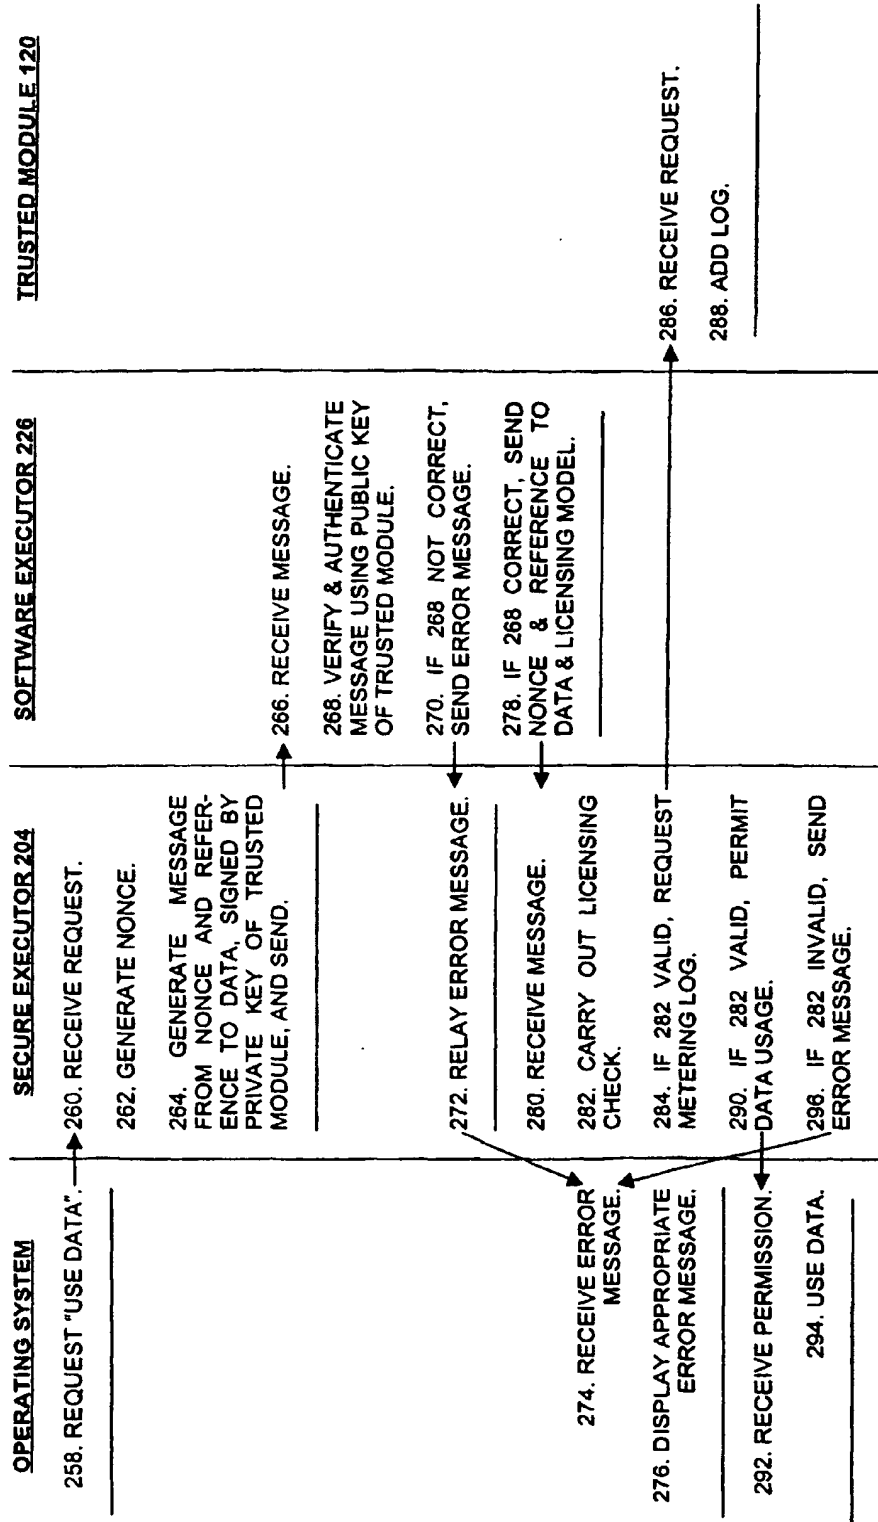 OPERATING SYSTEM
258. REQUEST "USE DATA".
274. RECEIVE ERROR
MESSAGE.
276. DISPLAY APPROPRIATE
ERROR MESSAGE.
292. RECEIVE PERMISSION.
294. USE DATA.
SECURE EXECUTOR 204
260. RECEIVE REQUEST.
262. GENERATE NONCE.
264. GENERATE MESSAGE
FROM NONCE AND REFER-
ENCE TO DATA, SIGNED BY
PRIVATE KEY OF TRUSTED
MODULE, AND SEND.
272. RELAY ERROR MESSAGE.
280. RECEIVE MESSAGE.
282. CARRY OUT LICENSING
CHECK.
284. IF 282 VALID, REQUEST
METERING LOG.
290. IF 282 VALID, PERMIT
DATA USAGE.
296. IF 282 INVALID, SEND
ERROR MESSAGE.
SOFTWARE EXECUTOR 226
266. RECEIVE MESSAGE.
268. VERIFY & AUTHENTICATE
MESSAGE USING PUBLIC KEY
OF TRUSTED MODULE.
270. IF 268 NOT CORRECT,
SEND ERROR MESSAGE.
278. IF 268 CORRECT, SEND
NONCE & REFERENCE TO
DATA & LICENSING MODEL.
TRUSTED MODULE 120
286. RECEIVE REQUEST.
288. ADD LOG.